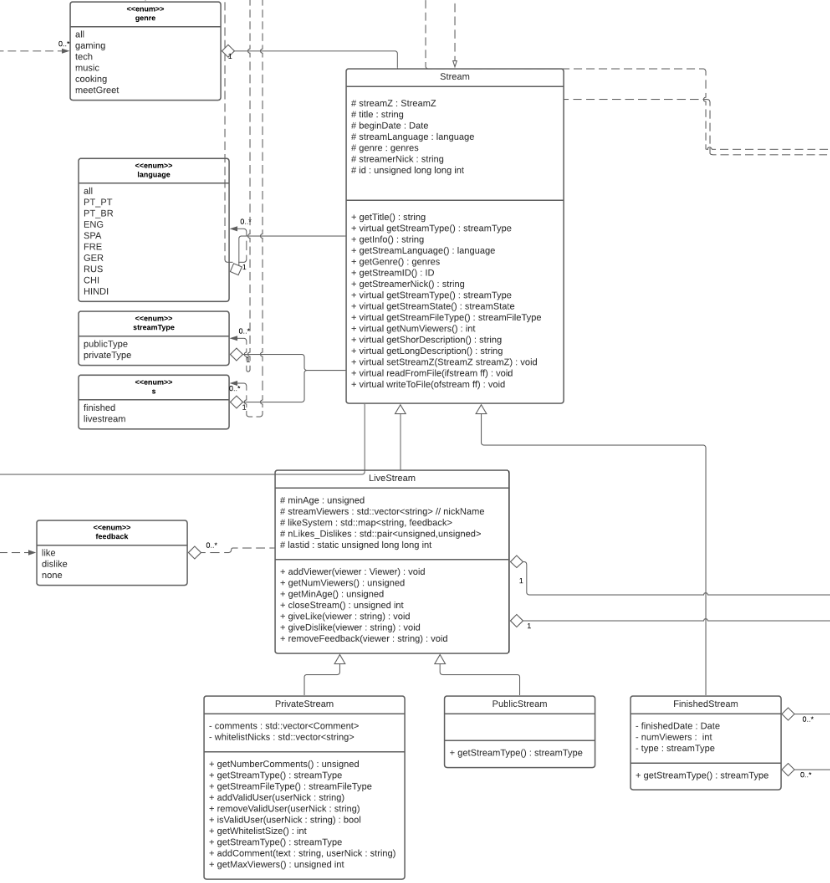 <<enum>>
genre
all
gaming
tech
music
cooking
meetGreet
0..*
1
Stream
# streamZ : StreamZ
# title : string
# beginDate : Date
# streamLanguage : language
# genre : genres
# streamerNick : string
# id : unsigned long long int
+ getTitle() : string
+ virtual getStreamType() : streamType
+ getInfo() : string
+ getStreamLanguage() : language
+ getGenre() : genres
+ getStreamID() : ID
+ getStreamerNick() : string
+ virtual getStreamType() : streamType
+ virtual getStreamState() : streamState
+ virtual getStreamFileType() : streamFileType
+ virtual getNumViewers() : int
+ virtual getShorDescription() : string
+ virtual getLongDescription() : string
+ virtual setStreamZ(StreamZ streamZ) : void
+ virtual readFromFile(ifstream ff) : void
+ virtual writeToFile(ofstream ff) : void
<<enum>>
language
all
PT_PT
PT_BR
ENG
SPA
FRE
GER
RUS
CHI
HINDI
0..*
1
<<enum>>
streamType
publicType
privateType
0..*
1
<<enum>>
s
finished
livestream
0..*
1
LiveStream
# minAge : unsigned
# streamViewers : std::vector<string> // nickName
# likeSystem : std::map<string, feedback>
# nLikes_Dislikes : std::pair<unsigned,unsigned>
# lastid : static unsigned long long int
+ addViewer(viewer : Viewer) : void
+ getNumViewers() : unsigned
+ getMinAge() : unsigned
+ closeStream() : unsigned int
+ giveLike(viewer : string) : void
+ giveDislike(viewer : string) : void
+ removeFeedback(viewer : string) : void
1
1
<<enum>>
feedback
like
dislike
none
0..*
PrivateStream
- comments : std::vector<Comment>
- whitelistNicks : std::vector<string>
+ getNumberComments() : unsigned
+ getStreamType() : streamType
+ getStreamFileType() : streamFileType
+ addValidUser(userNick : string)
+ removeValidUser(userNick : string)
+ isValidUser(userNick : string) : bool
+ getWhitelistSize() : int
+ getStreamType() : streamType
+ addComment(text : string, userNick : string)
+ getMaxViewers() : unsigned int
PublicStream
+ getStreamType() : streamType
FinishedStream
- finishedDate : Date
- numViewers : int
- type : streamType
+ getStreamType() : streamType
0..*
0..*